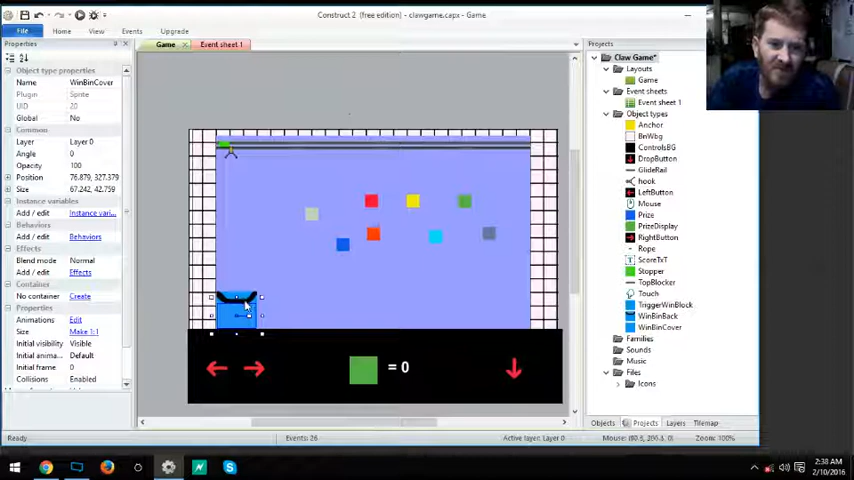 Construct 2 (free edition) - clawgame.capx - Game
File
Home
View
Events
Upgrade
Properties
Object type properties
Name WinBinCover
Plugin Sprite
UID 20
Global No
Common
Layer Layer 0
Angle 0
Opacity 100
Position 76.879, 327.379
Size 67.242, 42.759
Instance variables
Add / edit Instance vari...
Behaviors
Add / edit Behaviors
Effects
Blend mode Normal
Add / edit Effects
Container
No container Create
Properties
Animations Edit
Size Make 1:1
Initial visibility Visible
Initial anima... Default
Initial frame 0
Collisions Enabled
Game
Event sheet 1
= 0
Projects
Claw Game*
Layouts
Game
Event sheets
Event sheet 1
Object types
Anchor
BnWbg
ControlsBG
DropButton
GlideRail
hook
LeftButton
Mouse
Prize
PrizeDisplay
RightButton
Rope
ScoreTxT
Stopper
TopBlocker
Touch
TriggerWinBlock
WinBinBack
WinBinCover
Families
Sounds
Music
Files
Icons
Objects
Projects
Layers
Tilemap
Ready
Events: 26
Active layer: Layer 0
Zoom: 100%
2:38 AM
2/10/2016